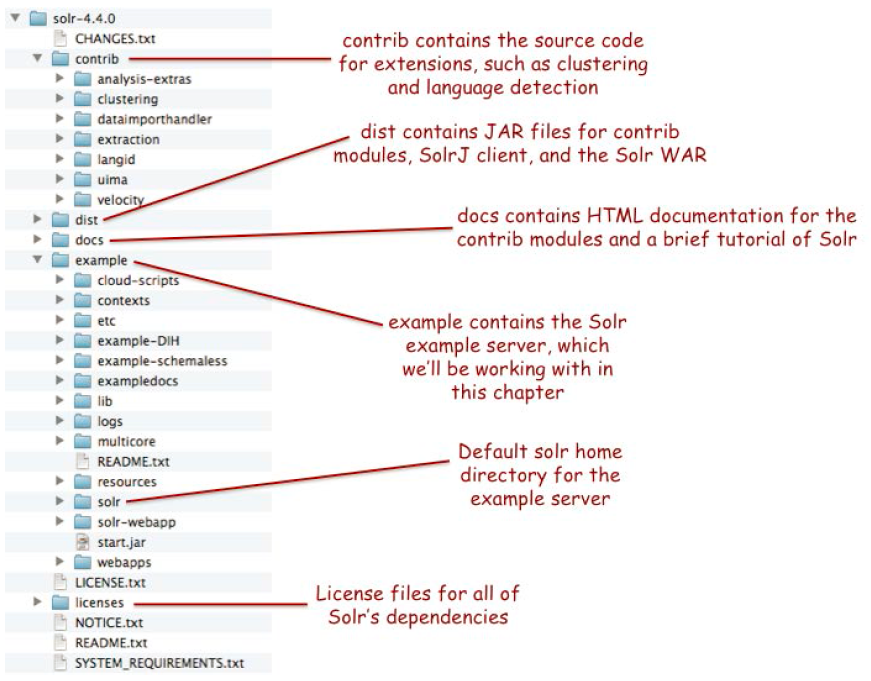 solr-4.4.0
CHANGES.txt
contrib
analysis-extras
clustering
dataimporthandler
extraction
langid
uima
velocity
dist
docs
example
cloud-scripts
contexts
etc
example-DIH
example-schemaless
exampledocs
lib
logs
multicore
README.txt
resources
solr
solr-webapp
start.jar
webapps
LICENSE.txt
licenses
NOTICE.txt
README.txt
SYSTEM_REQUIREMENTS.txt
contrib contains the source code
for extensions, such as clustering
and language detection
dist contains JAR files for contrib
modules, SolrJ client, and the Solr WAR
docs contains HTML documentation for the
contrib modules and a brief tutorial of Solr
example contains the Solr
example server, which
we'll be working with in
this chapter
Default solr home
directory for the
example server
License files for all of
Solr's dependencies